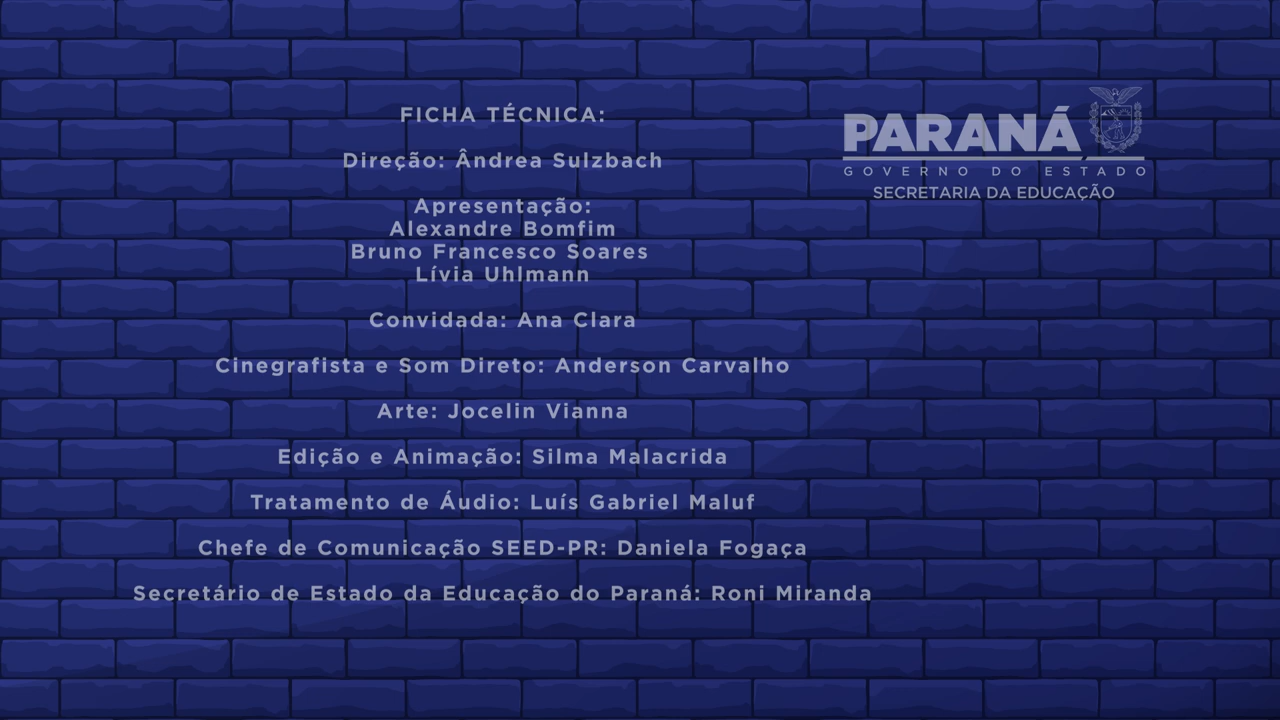 FICHA TÉCNICA:
Direção: Ândrea Sulzbach
Apresentação:
Alexandre Bomfim
Bruno Francesco Soares
Lívia Uhlmann
Convidada: Ana Clara
Cinegrafista e Som Direto: Anderson Carvalho
Arte: Jocelin Vianna
Edição e Animação: Silma Malacrida
Tratamento de Áudio: Luís Gabriel Maluf
Chefe de Comunicação SEED-PR: Daniela Fogaça
Secretário de Estado da Educação do Paraná: Roni Miranda
PARANÁ
GOVERNO DO ESTADO
SECRETARIA DA EDUCAÇÃO